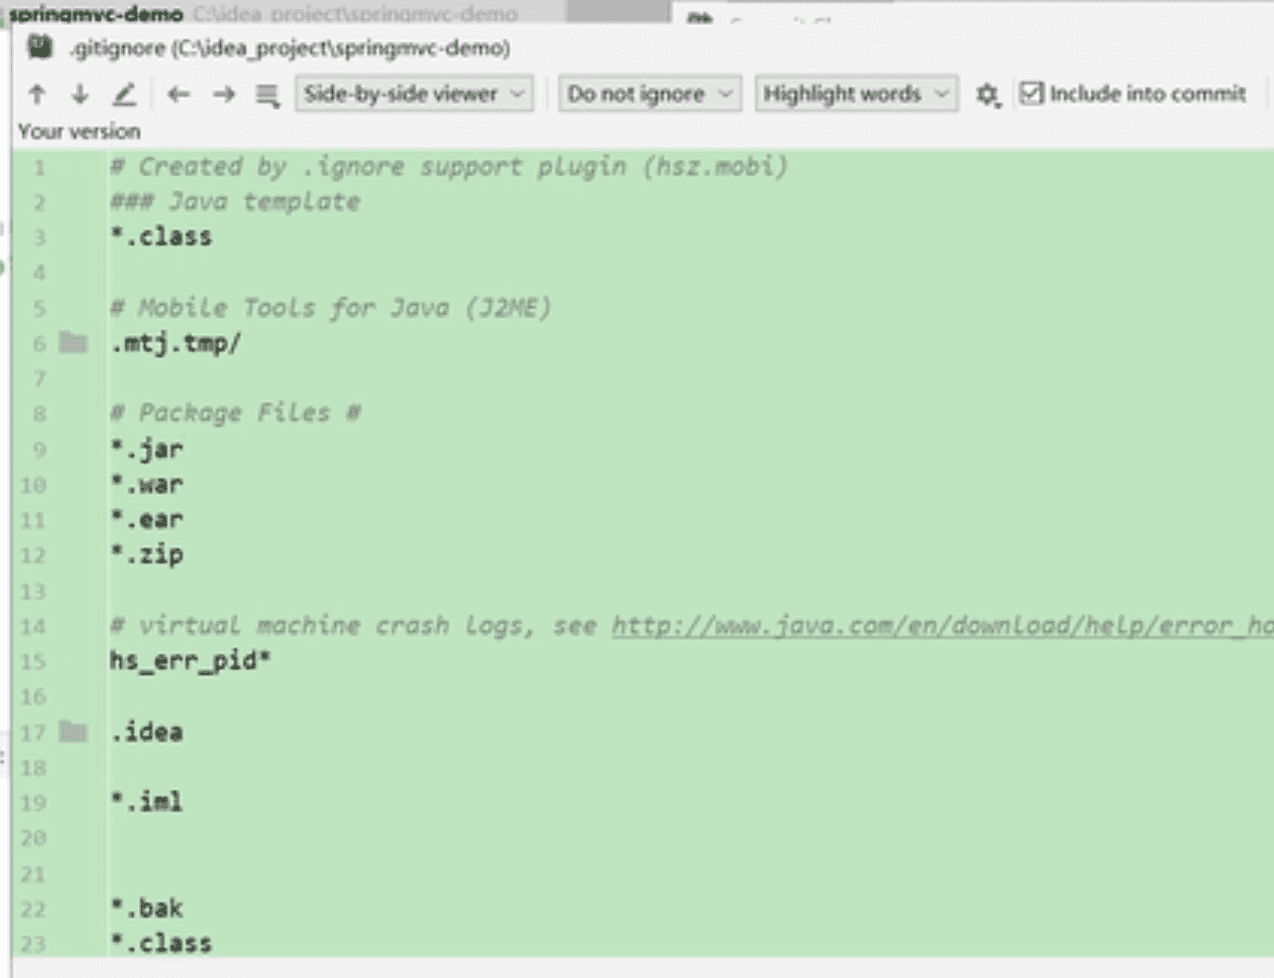 springmvc-demo C:\idea_project\springmvc-demo
.gitignore (C:\idea_project\springmvc-demo)
Side-by-side viewer Do not ignore Highlight words Include into commit
Your version
1 # Created by .ignore support plugin (hsz.mobi)
2 ### Java template
3 *.class
4
5 # Mobile Tools for Java (J2ME)
6 .mtj.tmp/
7
8 # Package Files #
9 *.jar
10 *.war
11 *.ear
12 *.zip
13
14 # virtual machine crash logs, see http://www.java.com/en/download/help/error_ho
15 hs_err_pid*
16
17 .idea
18
19 *.iml
20
21
22 *.bak
23 *.class